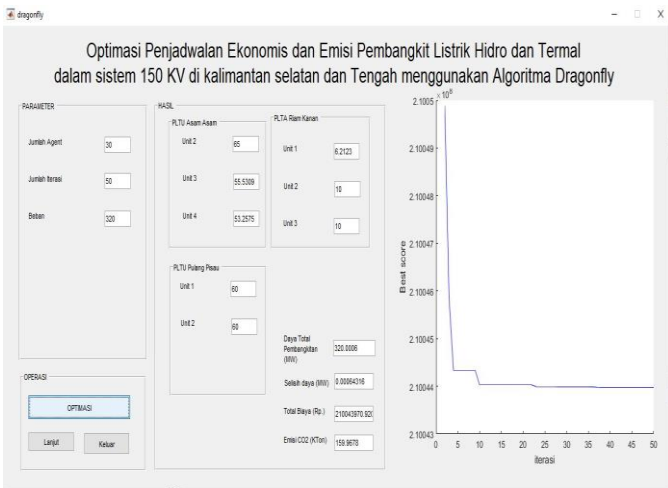 dragonfly
Optimasi Penjadwalan Ekonomis dan Emisi Pembangkit Listrik Hidro dan Termal
dalam sistem 150 KV di kalimantan selatan dan Tengah menggunakan Algoritma Dragonfly
PARAMETER
Jumlah Agent 30
Jumlah Iterasi 50
Beban 320
OPERASI
OPTIMASI
Lanjut Keluar
HASIL
PLTU Asam Asam
Unit 2 65
Unit 3 55.5309
Unit 4 53.2575
PLTA Riam Kanan
Unit 1 6.2123
Unit 2 10
Unit 3 10
PLTU Pulang Pisau
Unit 1 60
Unit 2 60
Daya Total
Pembangkitan
(MW)
320.0006
Selisih daya (MW) 0.00064316
Total Biaya (Rp.) 210043970.920
Emisi CO2 (KTon) 159.9678
× 10⁸
2.1005
2.10049
2.10048
2.10047
2.10046
2.10045
2.10044
2.10043
Best score
0 5 10 15 20 25 30 35 40 45 50
iterasi